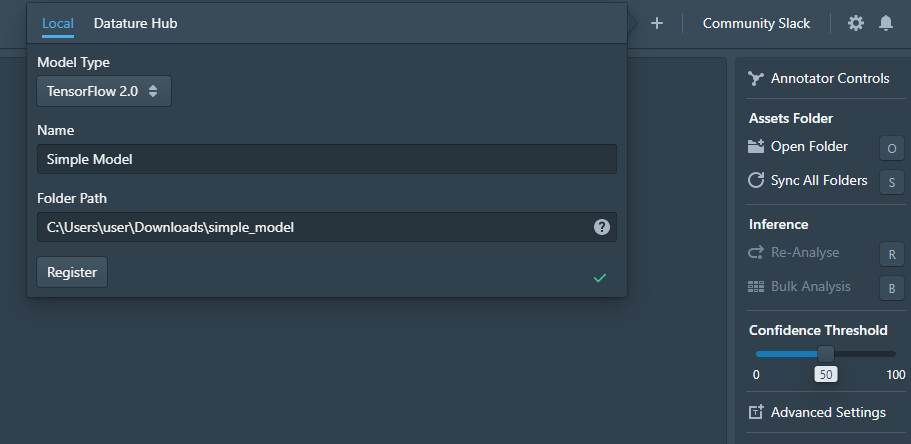 Local Datature Hub
Community Slack
Model Type
TensorFlow 2.0
Name
Simple Model
Folder Path
C:\Users\user\Downloads\simple_model
?
Register
Annotator Controls
Assets Folder
Open Folder O
Sync All Folders S
Inference
Re-Analyse R
Bulk Analysis B
Confidence Threshold
0 50 100
Advanced Settings